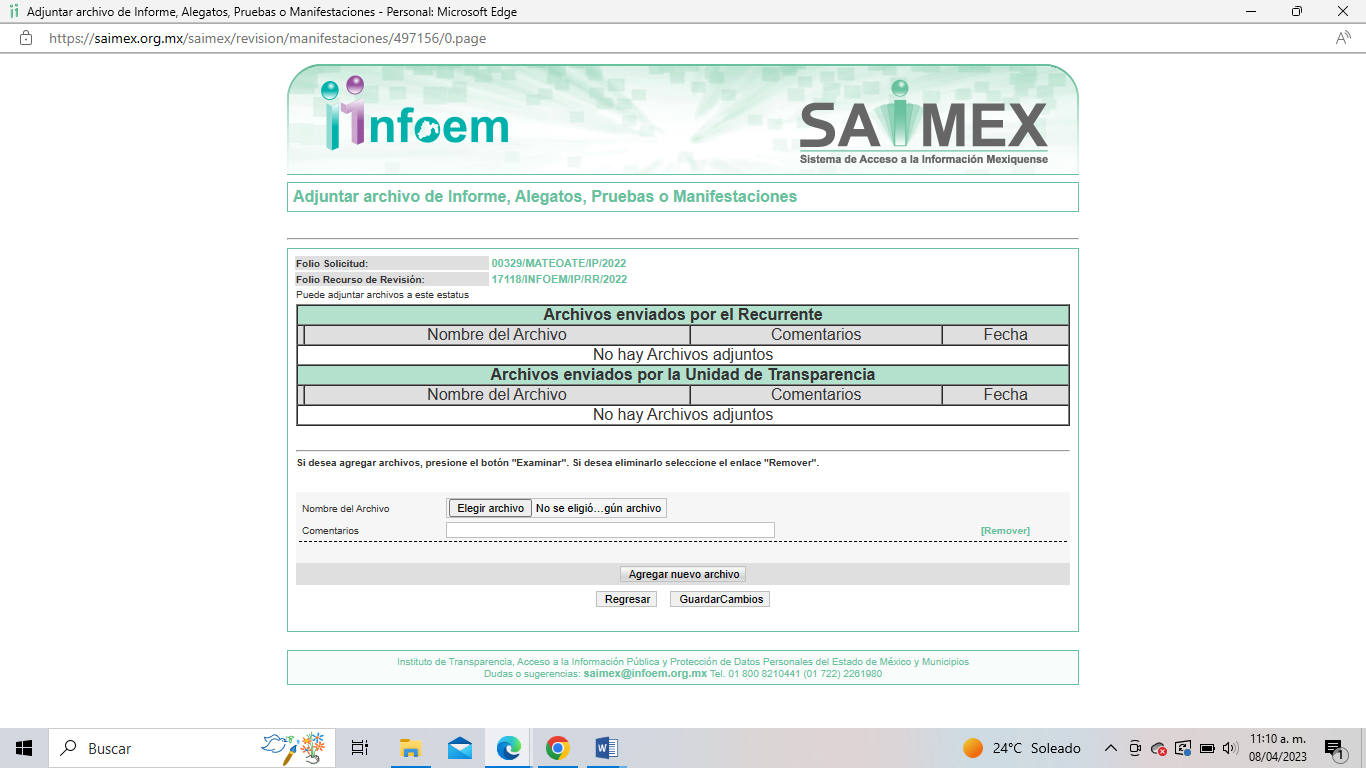 Adjuntar archivo de Informe, Alegatos, Pruebas o Manifestaciones - Personal: Microsoft Edge
https://saimex.org.mx/saimex/revision/manifestaciones/497156/0.page
infoem
SAIMEX
Sistema de Acceso a la Información Mexiquense
Adjuntar archivo de Informe, Alegatos, Pruebas o Manifestaciones
Folio Solicitud: 00329/MATEOATE/IP/2022
Folio Recurso de Revisión: 17118/INFOEM/IP/RR/2022
Puede adjuntar archivos a este estatus
Archivos enviados por el Recurrente
Nombre del Archivo Comentarios Fecha
No hay Archivos adjuntos
Archivos enviados por la Unidad de Transparencia
Nombre del Archivo Comentarios Fecha
No hay Archivos adjuntos
Si desea agregar archivos, presione el botón "Examinar". Si desea eliminarlo seleccione el enlace "Remover".
Nombre del Archivo Elegir archivo No se eligió...gún archivo
Comentarios [Remover]
Agregar nuevo archivo
Regresar GuardarCambios
Instituto de Transparencia, Acceso a la Información Pública y Protección de Datos Personales del Estado de México y Municipios
Dudas o sugerencias: saimex@infoem.org.mx Tel. 01 800 8210441 (01 722) 2261980
Buscar
24°C Soleado
11:10 a. m.
08/04/2023
1